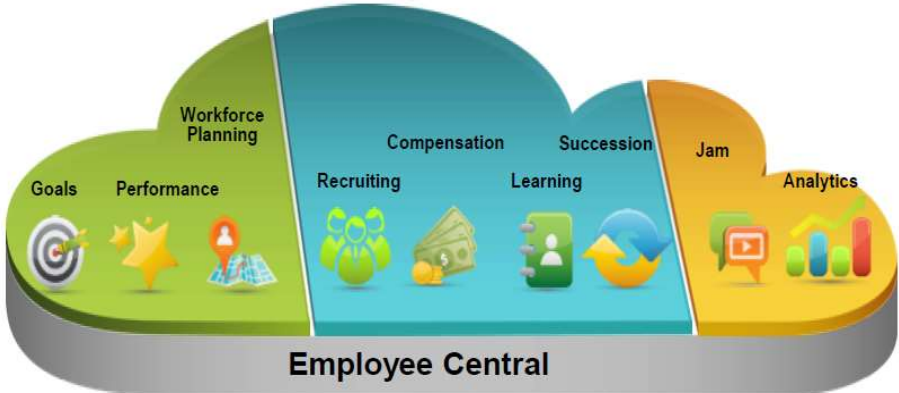 Workforce
Planning
Goals
Performance
Compensation
Succession
Recruiting
Learning
Jam
Analytics
$
Employee Central